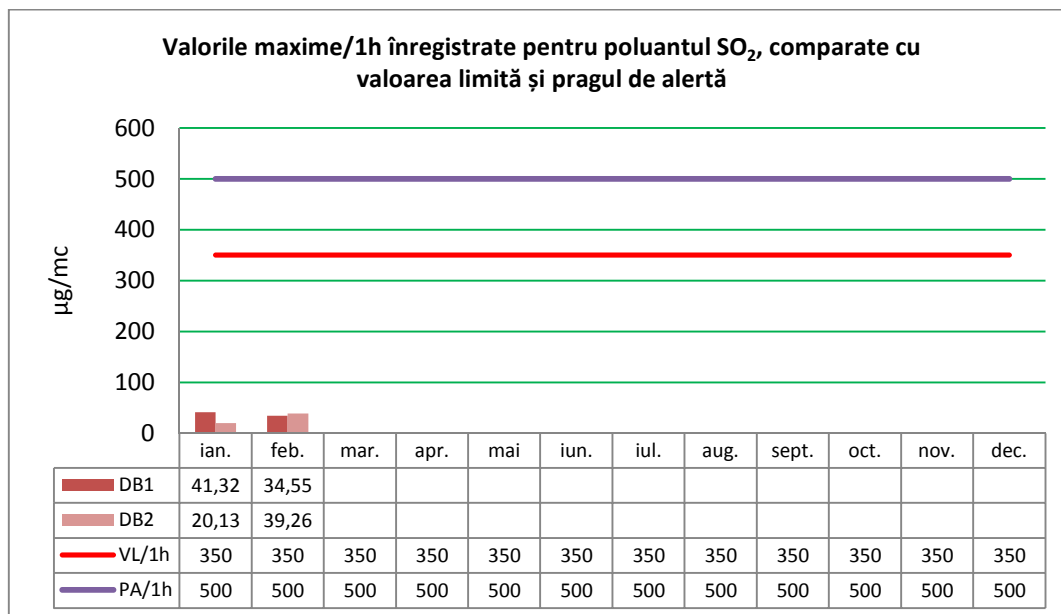 Valorile maxime/1h înregistrate pentru poluantul SO₂, comparate cu
valoarea limită și pragul de alertă
600
500
400
300
200
100
0
µg/mc
ian. feb. mar. apr. mai iun. iul. aug. sept. oct. nov. dec.
DB1 41,32 34,55
DB2 20,13 39,26
VL/1h 350 350 350 350 350 350 350 350 350 350 350 350
PA/1h 500 500 500 500 500 500 500 500 500 500 500 500